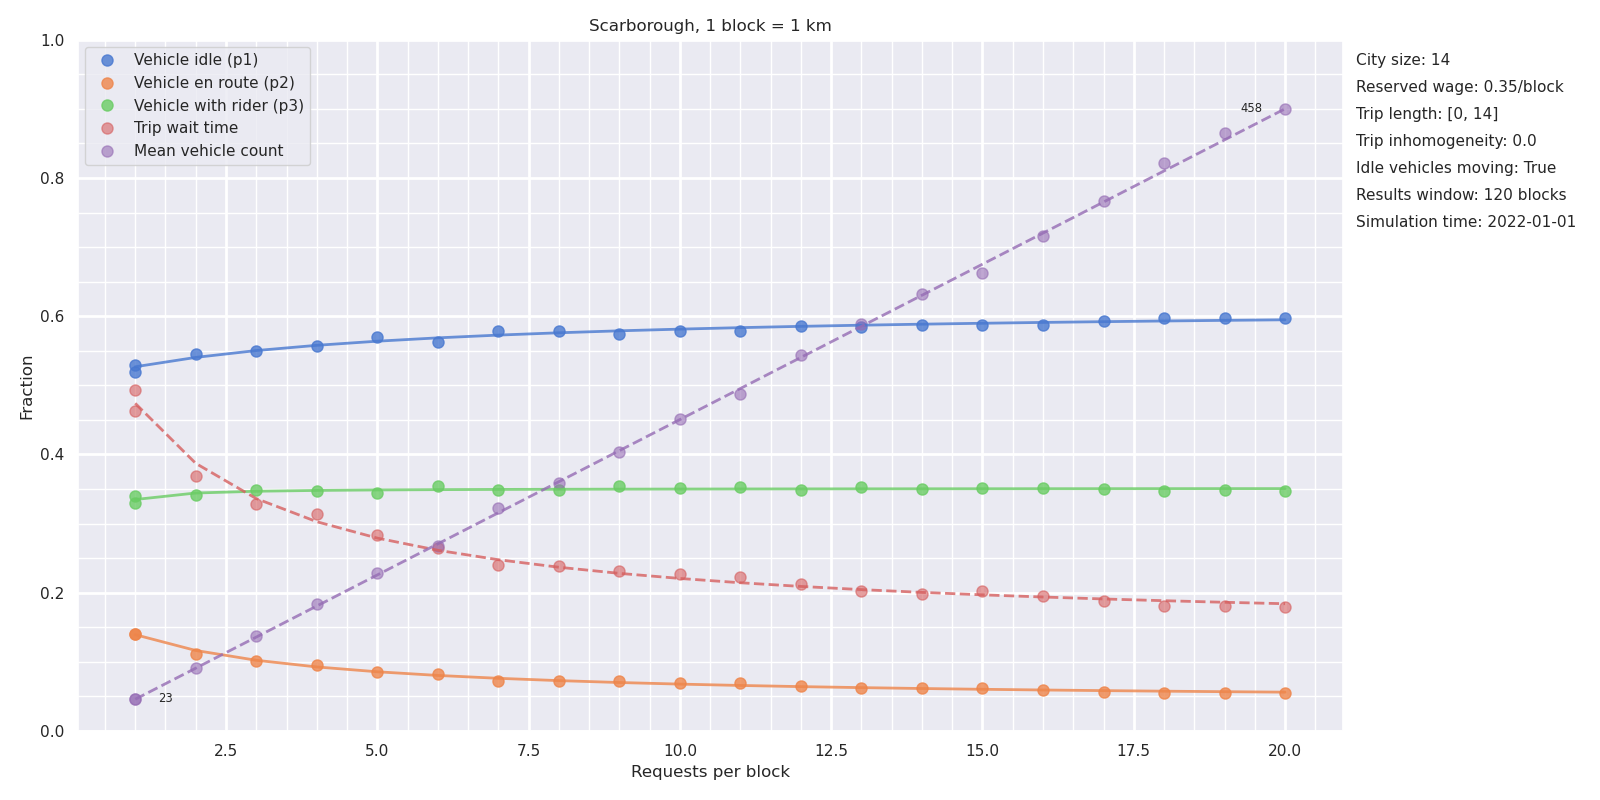 Scarborough, 1 block = 1 km
1.0
0.8
0.6
0.4
0.2
0.0
Fraction
Vehicle idle (p1)
Vehicle en route (p2)
Vehicle with rider (p3)
Trip wait time
Mean vehicle count
458
23
2.5 5.0 7.5 10.0 12.5 15.0 17.5 20.0
Requests per block
City size: 14
Reserved wage: 0.35/block
Trip length: [0, 14]
Trip inhomogeneity: 0.0
Idle vehicles moving: True
Results window: 120 blocks
Simulation time: 2022-01-01